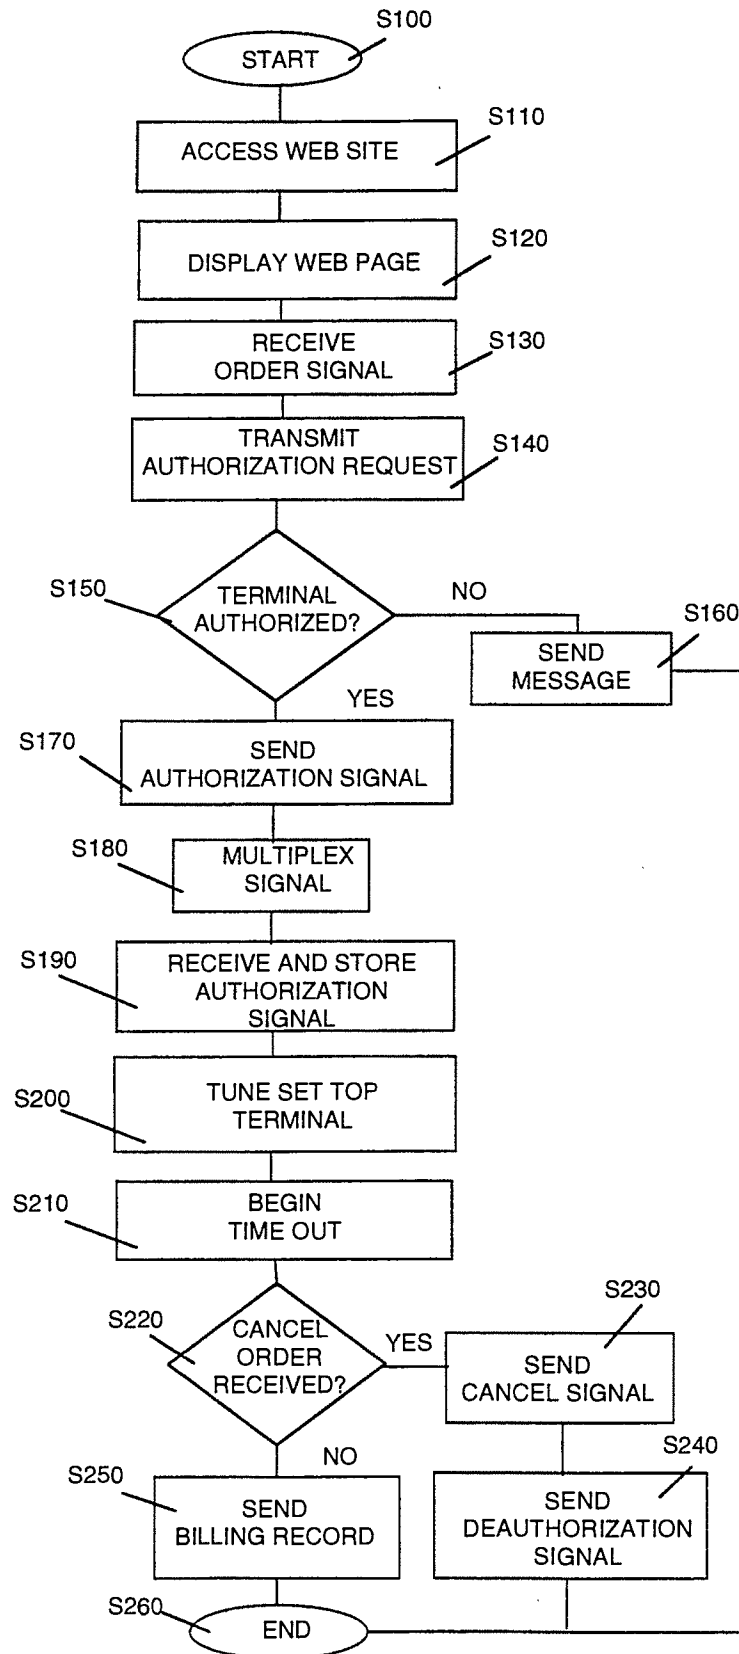 S100
START
S110
ACCESS WEB SITE
S120
DISPLAY WEB PAGE
S130
RECEIVE
ORDER SIGNAL
TRANSMIT
AUTHORIZATION REQUEST
S140
S150
TERMINAL
AUTHORIZED?
NO
S160
SEND
MESSAGE
YES
S170
SEND
AUTHORIZATION SIGNAL
S180
MULTIPLEX
SIGNAL
S190
RECEIVE AND STORE
AUTHORIZATION
SIGNAL
S200
TUNE SET TOP
TERMINAL
S210
BEGIN
TIME OUT
S220
CANCEL
ORDER
RECEIVED?
YES
S230
SEND
CANCEL SIGNAL
NO
S240
SEND
DEAUTHORIZATION
SIGNAL
S250
SEND
BILLING RECORD
S260
END